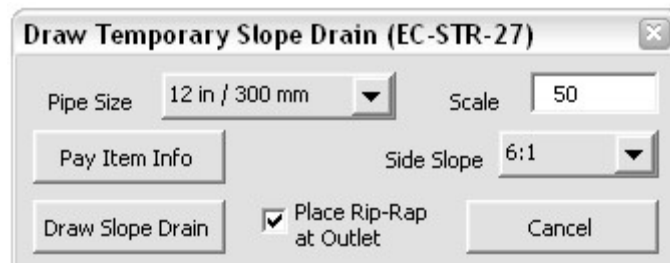 Draw Temporary Slope Drain (EC-STR-27)
Pipe Size 12 in / 300 mm Scale 50
Pay Item Info Side Slope 6:1
Draw Slope Drain Place Rip-Rap
at Outlet Cancel